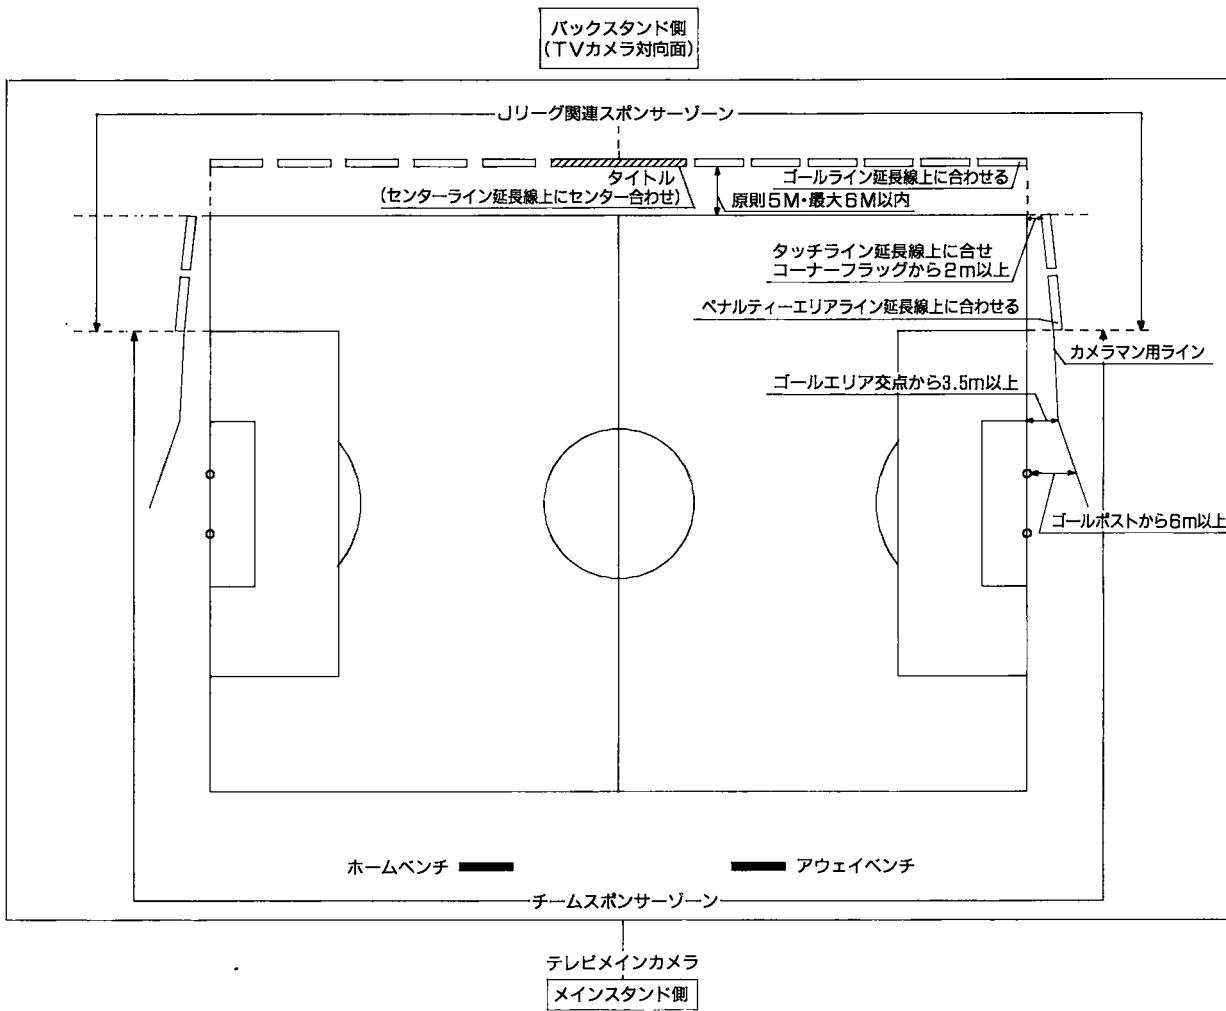 バックスタンド側
(TVカメラ対向面)
Jリーグ関連スポンサーゾーン
タイトル
(センターライン延長線上にセンター合わせ)
ゴールライン延長線上に合わせる
原則5M・最大6M以内
タッチライン延長線上に合せ
コーナーフラッグから2m以上
ペナルティーエリアライン延長線上に合わせる
カメラマン用ライン
ゴールエリア交点から3.5m以上
ゴールポストから6m以上
ホームベンチ
アウェイベンチ
チームスポンサーゾーン
テレビメインカメラ
メインスタンド側